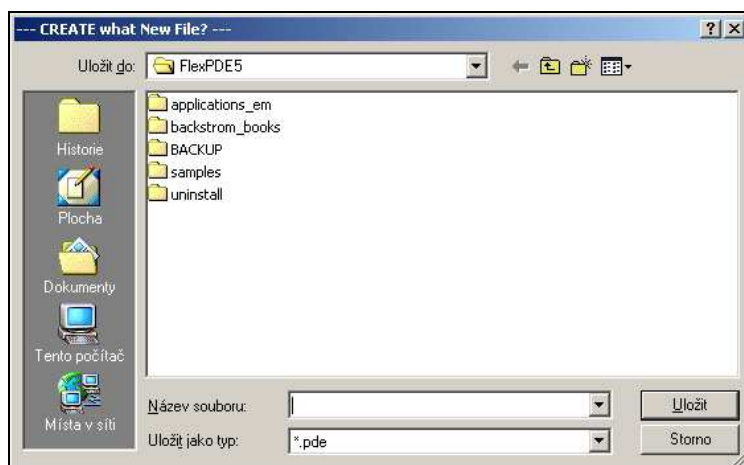 --- CREATE what New File? ---
Uložit do:
FlexPDE5
applications_em
backstrom_books
BACKUP
samples
uninstall
Historie
Plocha
Dokumenty
Tento počítač
Místa v síti
Název souboru:
Uložit
Uložit jako typ:
*.pde
Storno